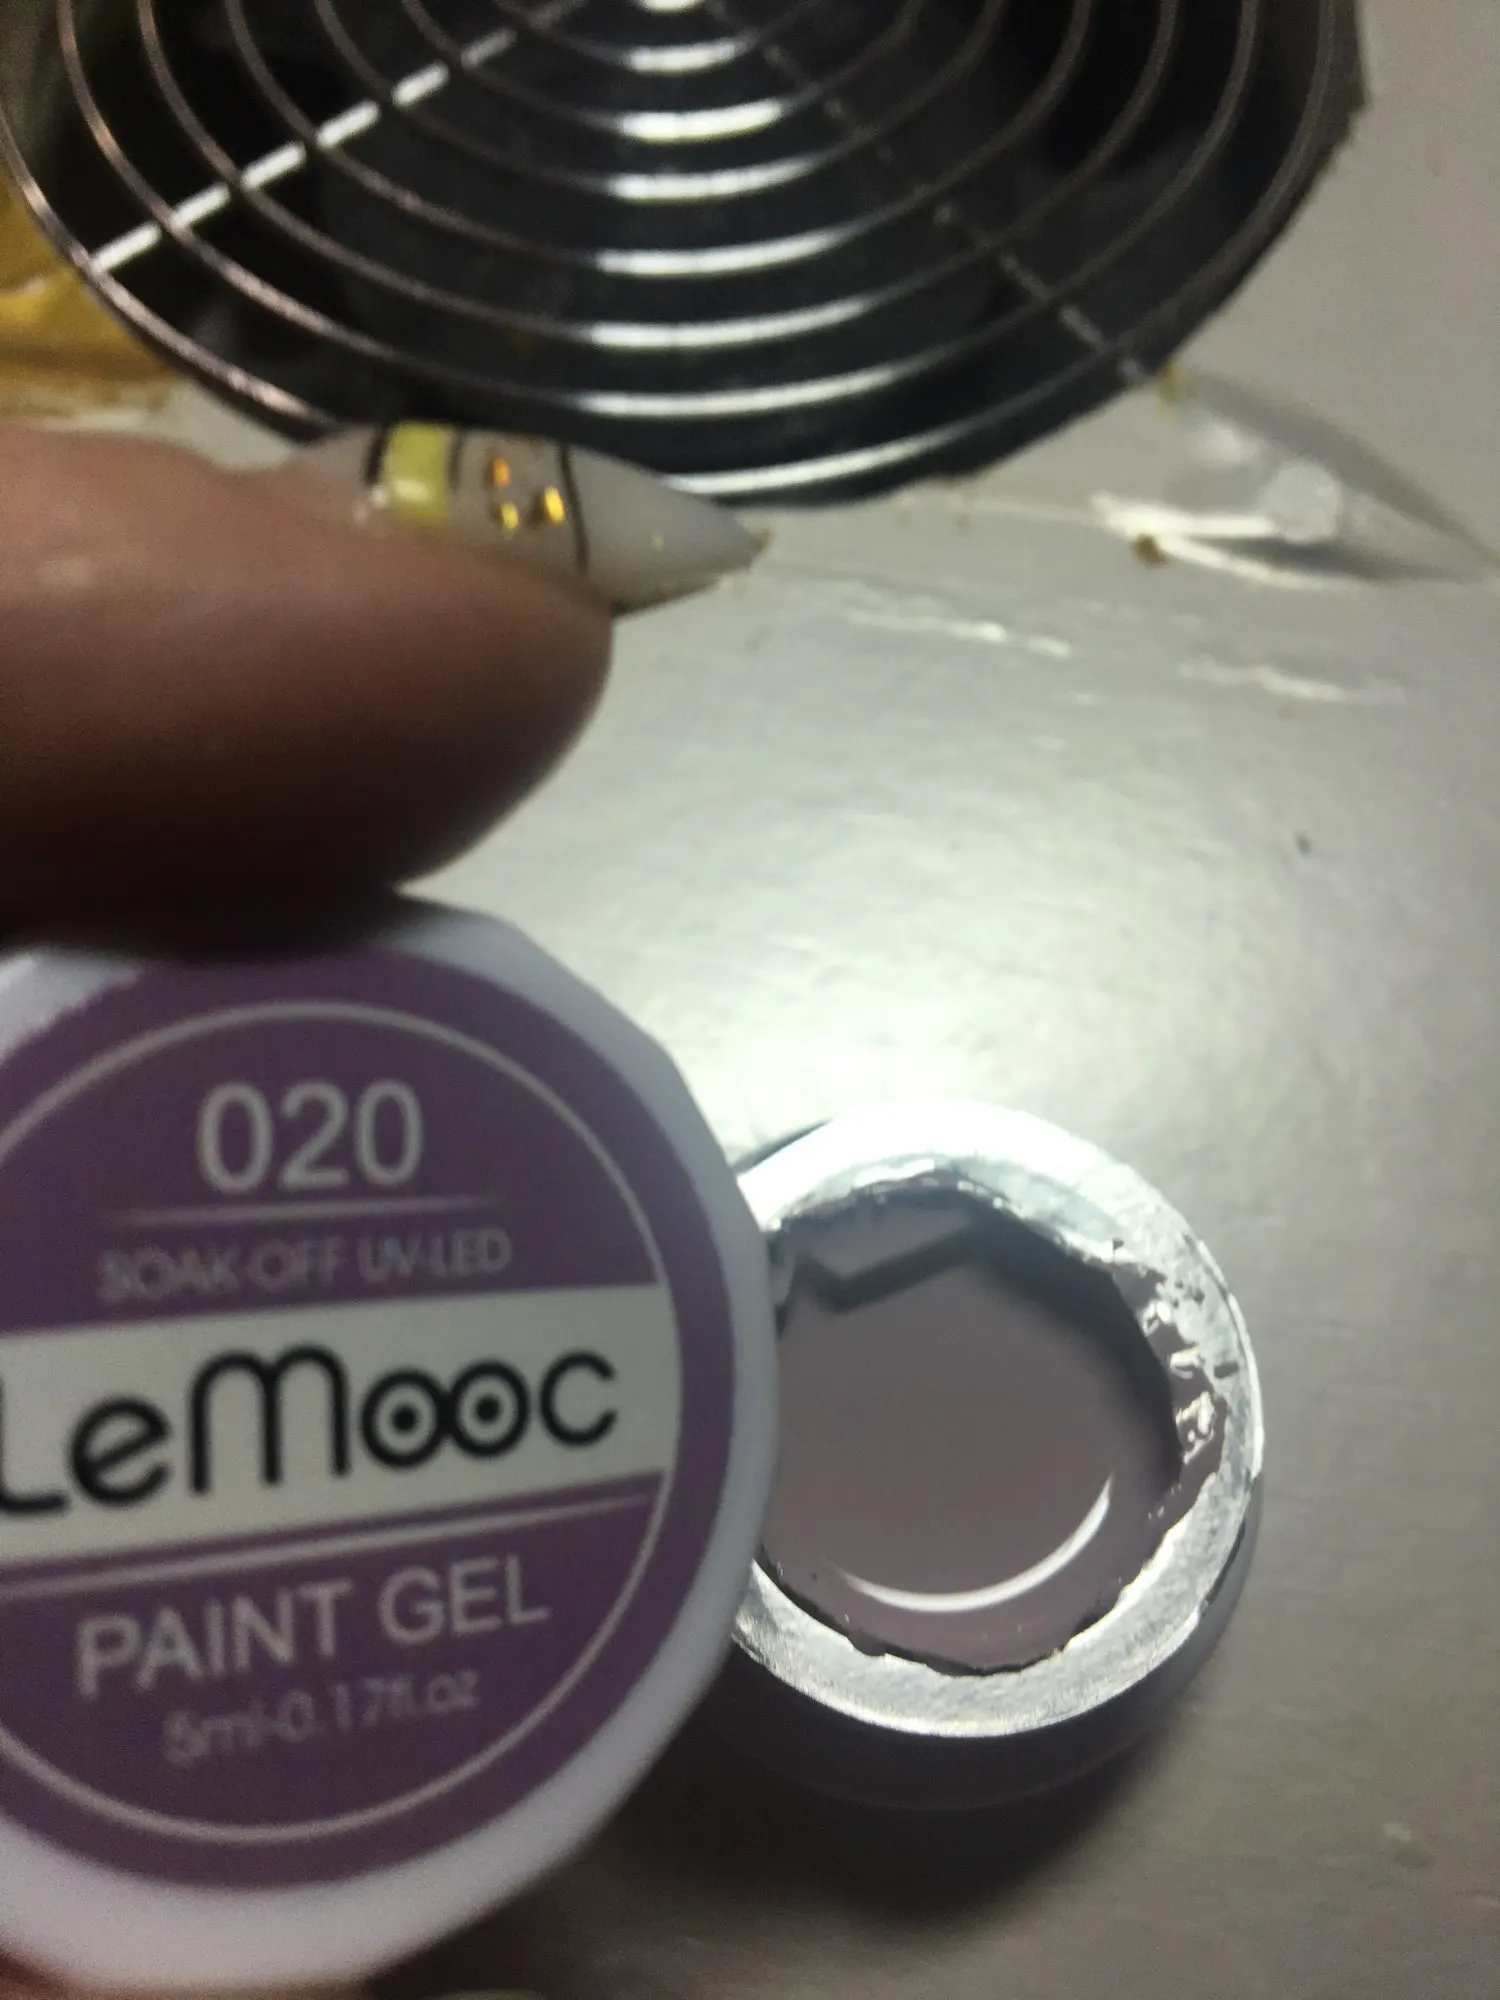 020
SOAK-OFF UV-LED
LeMooc
PAINT GEL
5ml-0.17fl.oz